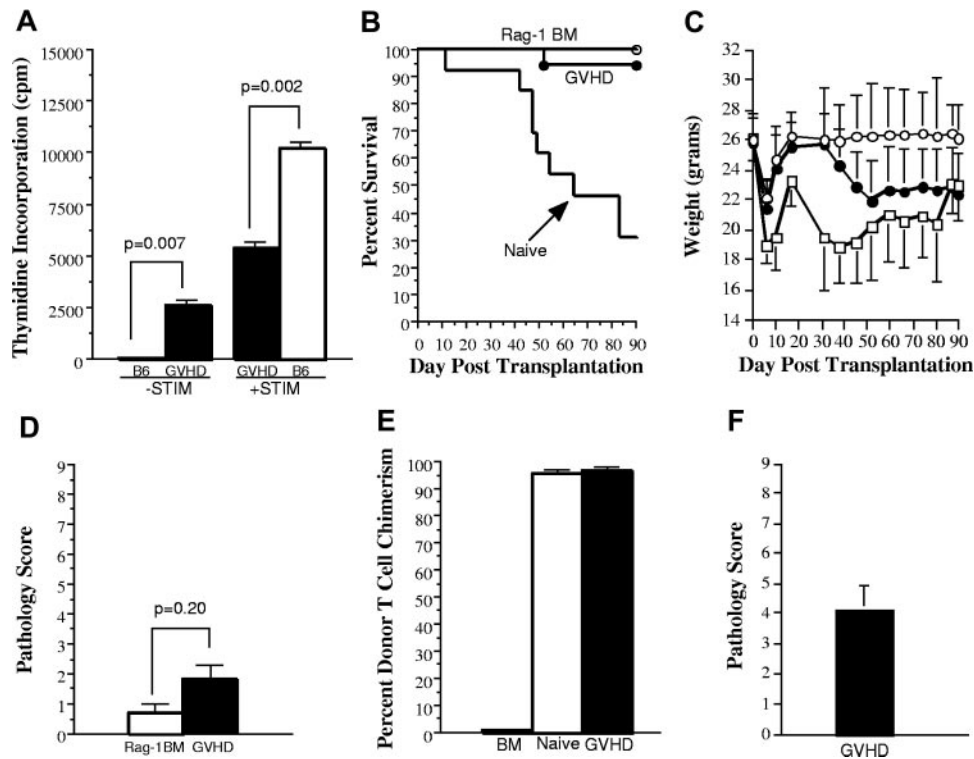 A
Thymidine Incoorporation (cpm)
15000
12500
10000
7500
5000
2500
0
p=0.007
p=0.002
B6 GVHD GVHD B6
-STIM +STIM
B
Percent Survival
100
90
80
70
60
50
40
30
20
10
0
Rag-1 BM
GVHD
Naive
0 10 20 30 40 50 60 70 80 90
Day Post Transplantation
C
Weight (grams)
32
30
28
26
24
22
20
18
16
14
0 10 20 30 40 50 60 70 80 90
Day Post Transplantation
D
Pathology Score
9
8
7
6
5
4
3
2
1
0
p=0.20
Rag-1BM GVHD
E
Percent Donor T Cell Chimerism
100
90
80
70
60
50
40
30
20
10
0
BM Naive GVHD
F
Pathology Score
9
8
7
6
5
4
3
2
1
0
GVHD